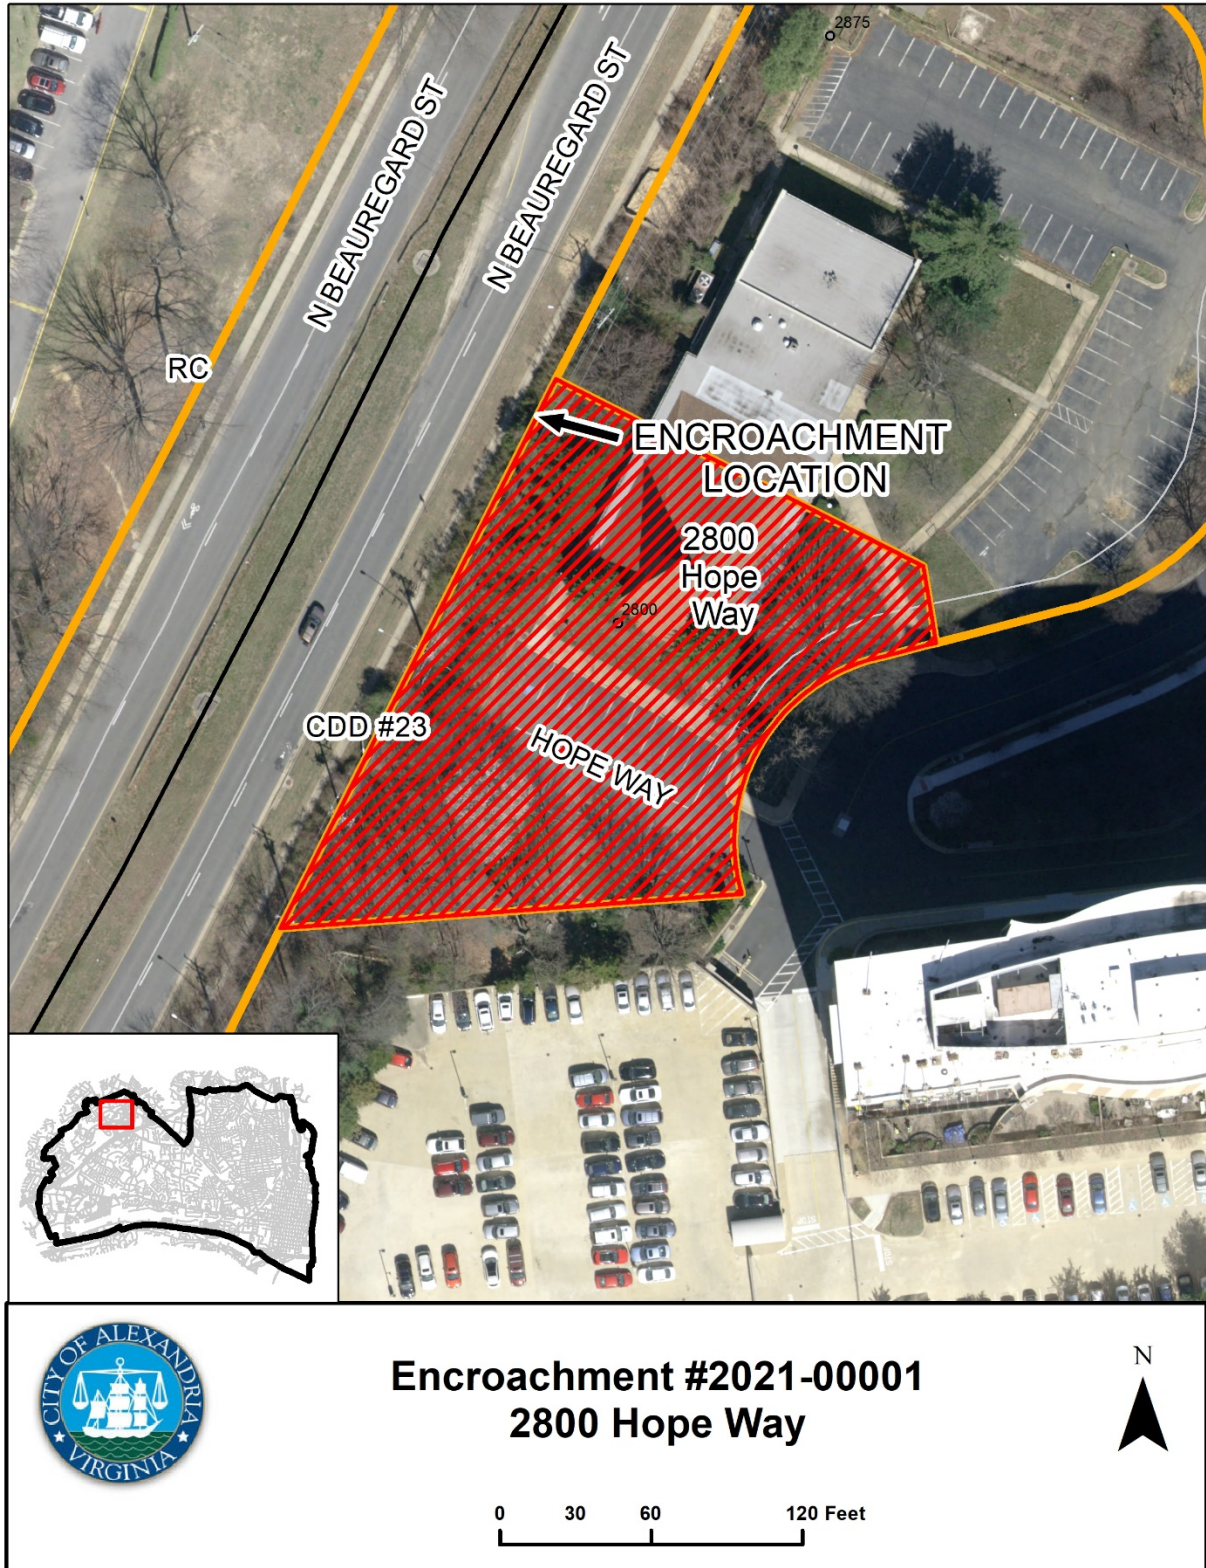 2875
N BEAUREGARD ST
N BEAUREGARD ST
RC
ENCROACHMENT
LOCATION
2800
Hope
Way
2800
CDD #23
HOPE WAY
CITY OF ALEXANDRIA
VIRGINIA
Encroachment #2021-00001
2800 Hope Way
N
0 30 60 120 Feet